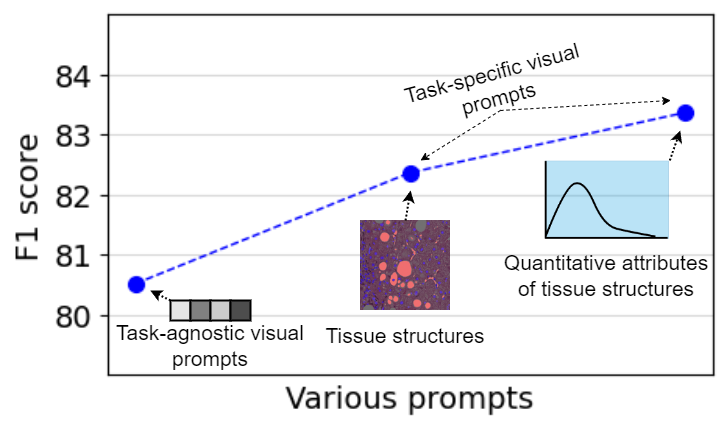 84
83
82
81
80
F1 score
Task-specific visual
prompts
Quantitative attributes
of tissue structures
Task-agnostic visual
prompts
Tissue structures
Various prompts